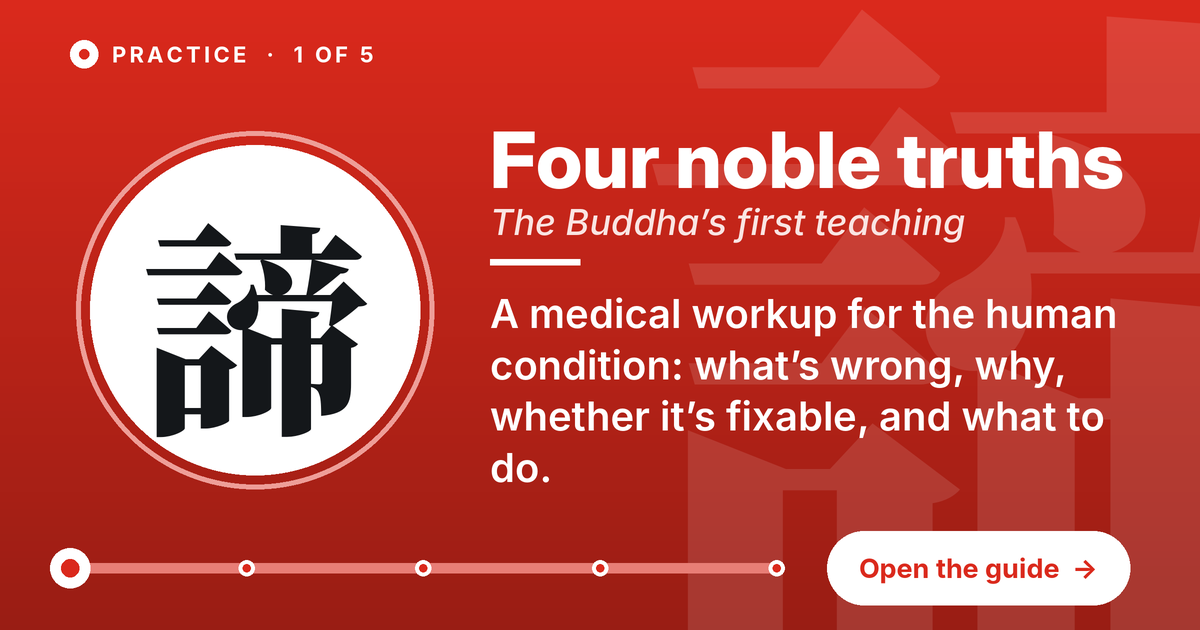 PRACTICE · 1 OF 5
諦
Four noble truths
The Buddha’s first teaching
A medical workup for the human
condition: what’s wrong, why,
whether it’s fixable, and what to
do.
Open the guide →